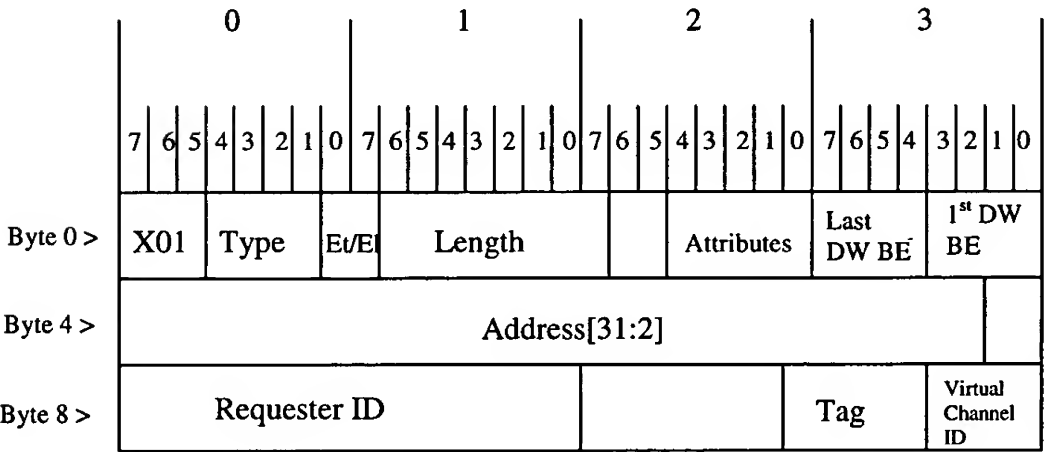 0 1 2 3
7 6 5 4 3 2 1 0 7 6 5 4 3 2 1 0 7 6 5 4 3 2 1 0 7 6 5 4 3 2 1 0
Byte 0 > X01 Type Et/El Length Attributes Last DW BE 1st DW BE
Byte 4 > Address[31:2]
Byte 8 > Requester ID Tag Virtual Channel ID